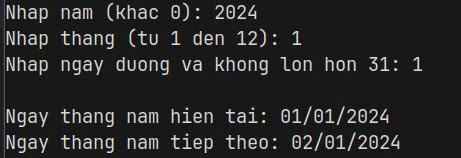 Nhap nam (khac 0): 2024
Nhap thang (tu 1 den 12): 1
Nhap ngay duong va khong lon hon 31: 1
Ngay thang nam hien tai: 01/01/2024
Ngay thang nam tiep theo: 02/01/2024